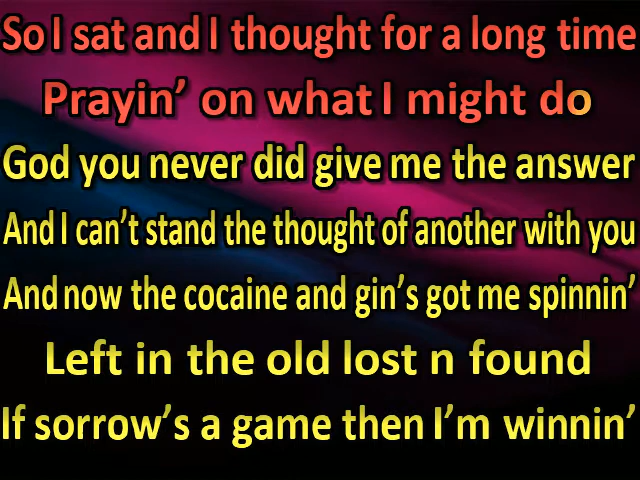 So I sat and I thought for a long time
Prayin’ on what I might do
God you never did give me the answer
And I can’t stand the thought of another with you
And now the cocaine and gin’s got me spinnin’
Left in the old lost n found
If sorrow’s a game then I’m winnin’